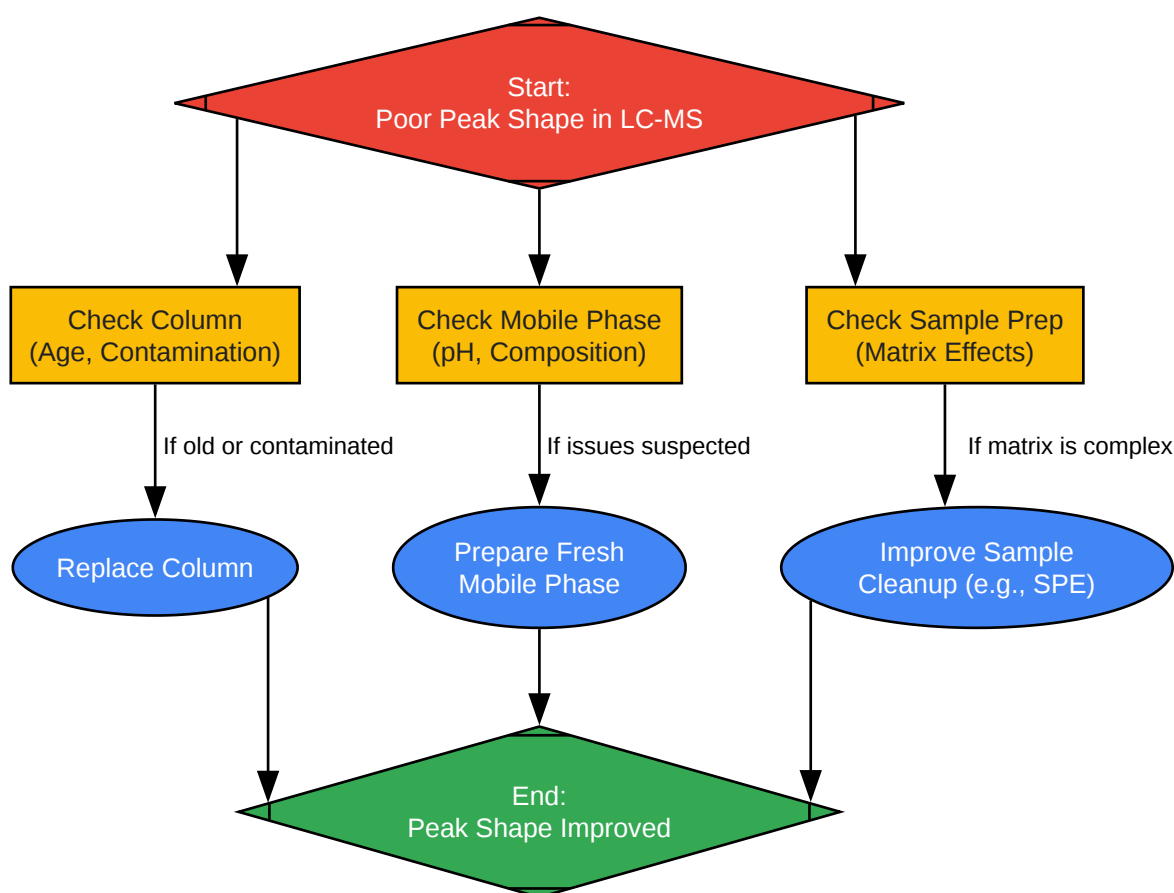 Start:
Poor Peak Shape in LC-MS
Check Column
(Age, Contamination)
Check Mobile Phase
(pH, Composition)
Check Sample Prep
(Matrix Effects)
If old or contaminated
If issues suspected
If matrix is complex
Replace Column
Prepare Fresh
Mobile Phase
Improve Sample
Cleanup (e.g., SPE)
End:
Peak Shape Improved